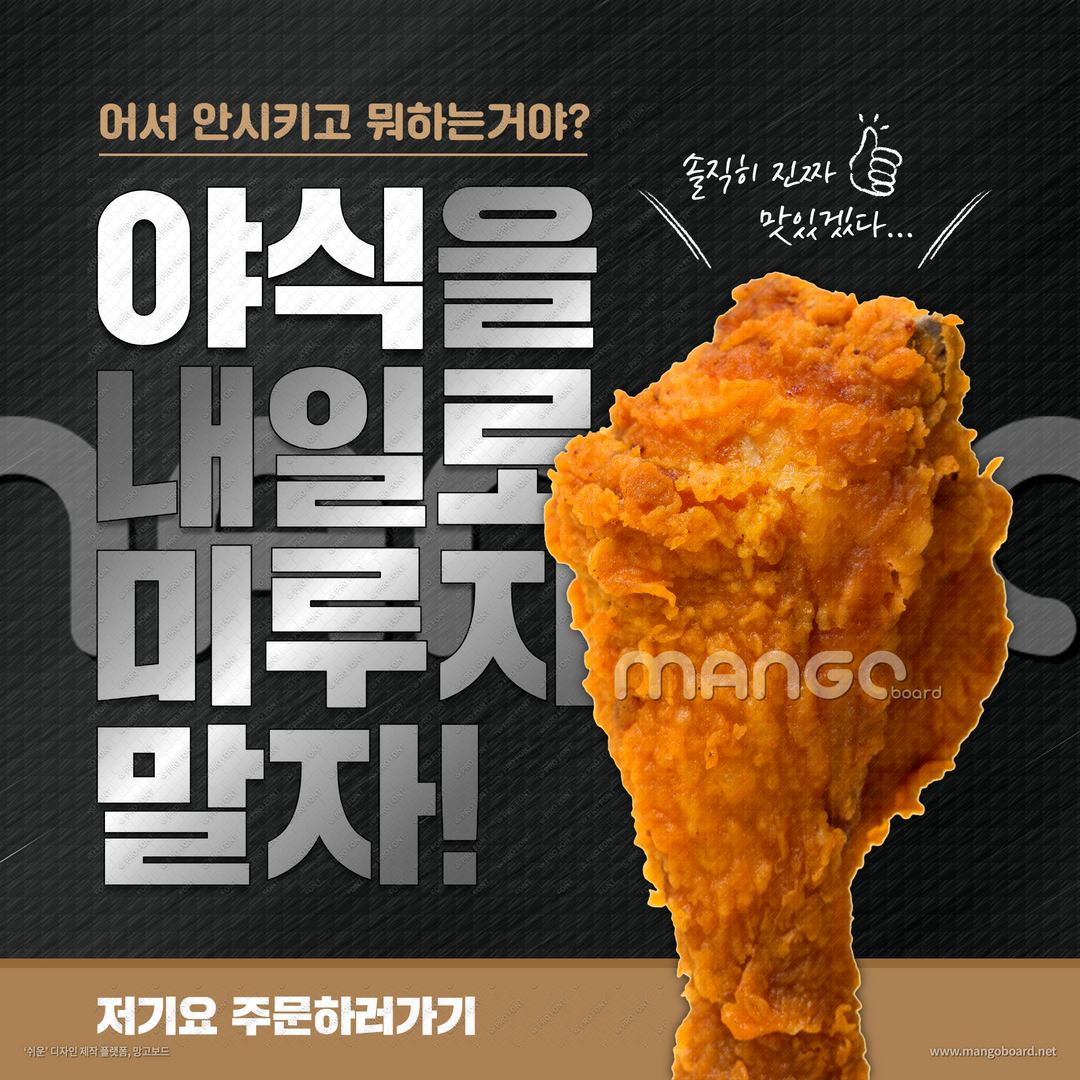 어서 안시키고 뭐하는거야?
솔직히 진짜
맛있겠다...
야식을
내일로
미루지
말자!
MANGO board
저기요 주문하러가기
'쉬운' 디자인 제작 플랫폼, 망고보드
www.mangoboard.net